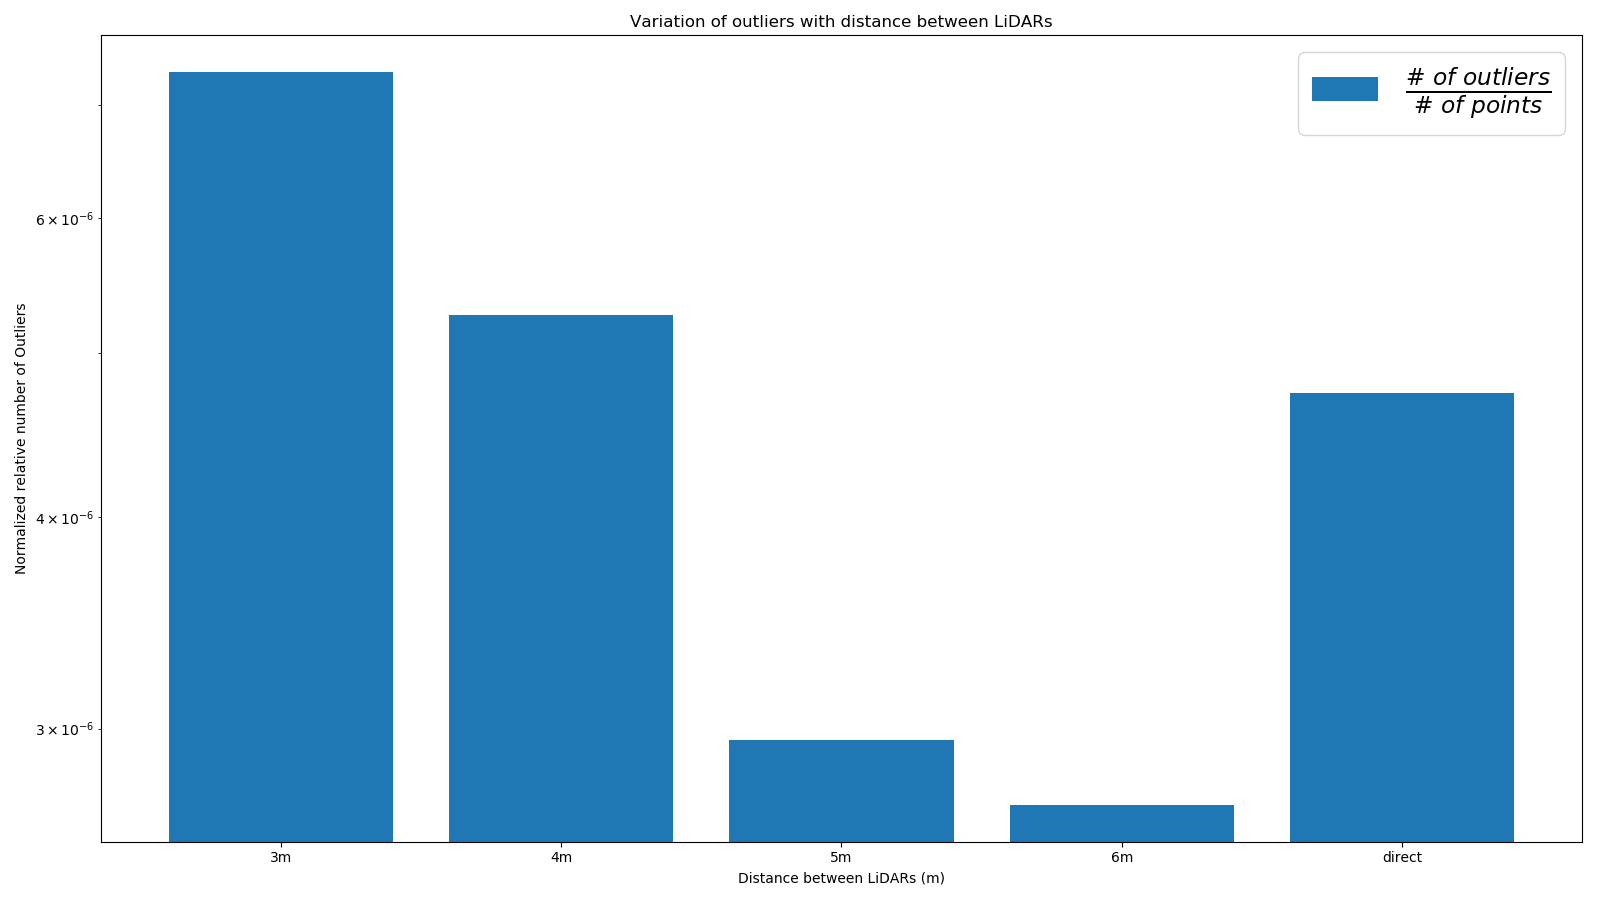 Variation of outliers with distance between LiDARs
# of outliers
# of points
6 × 10⁻⁶
4 × 10⁻⁶
3 × 10⁻⁶
Normalized relative number of Outliers
3m 4m 5m 6m direct
Distance between LiDARs (m)